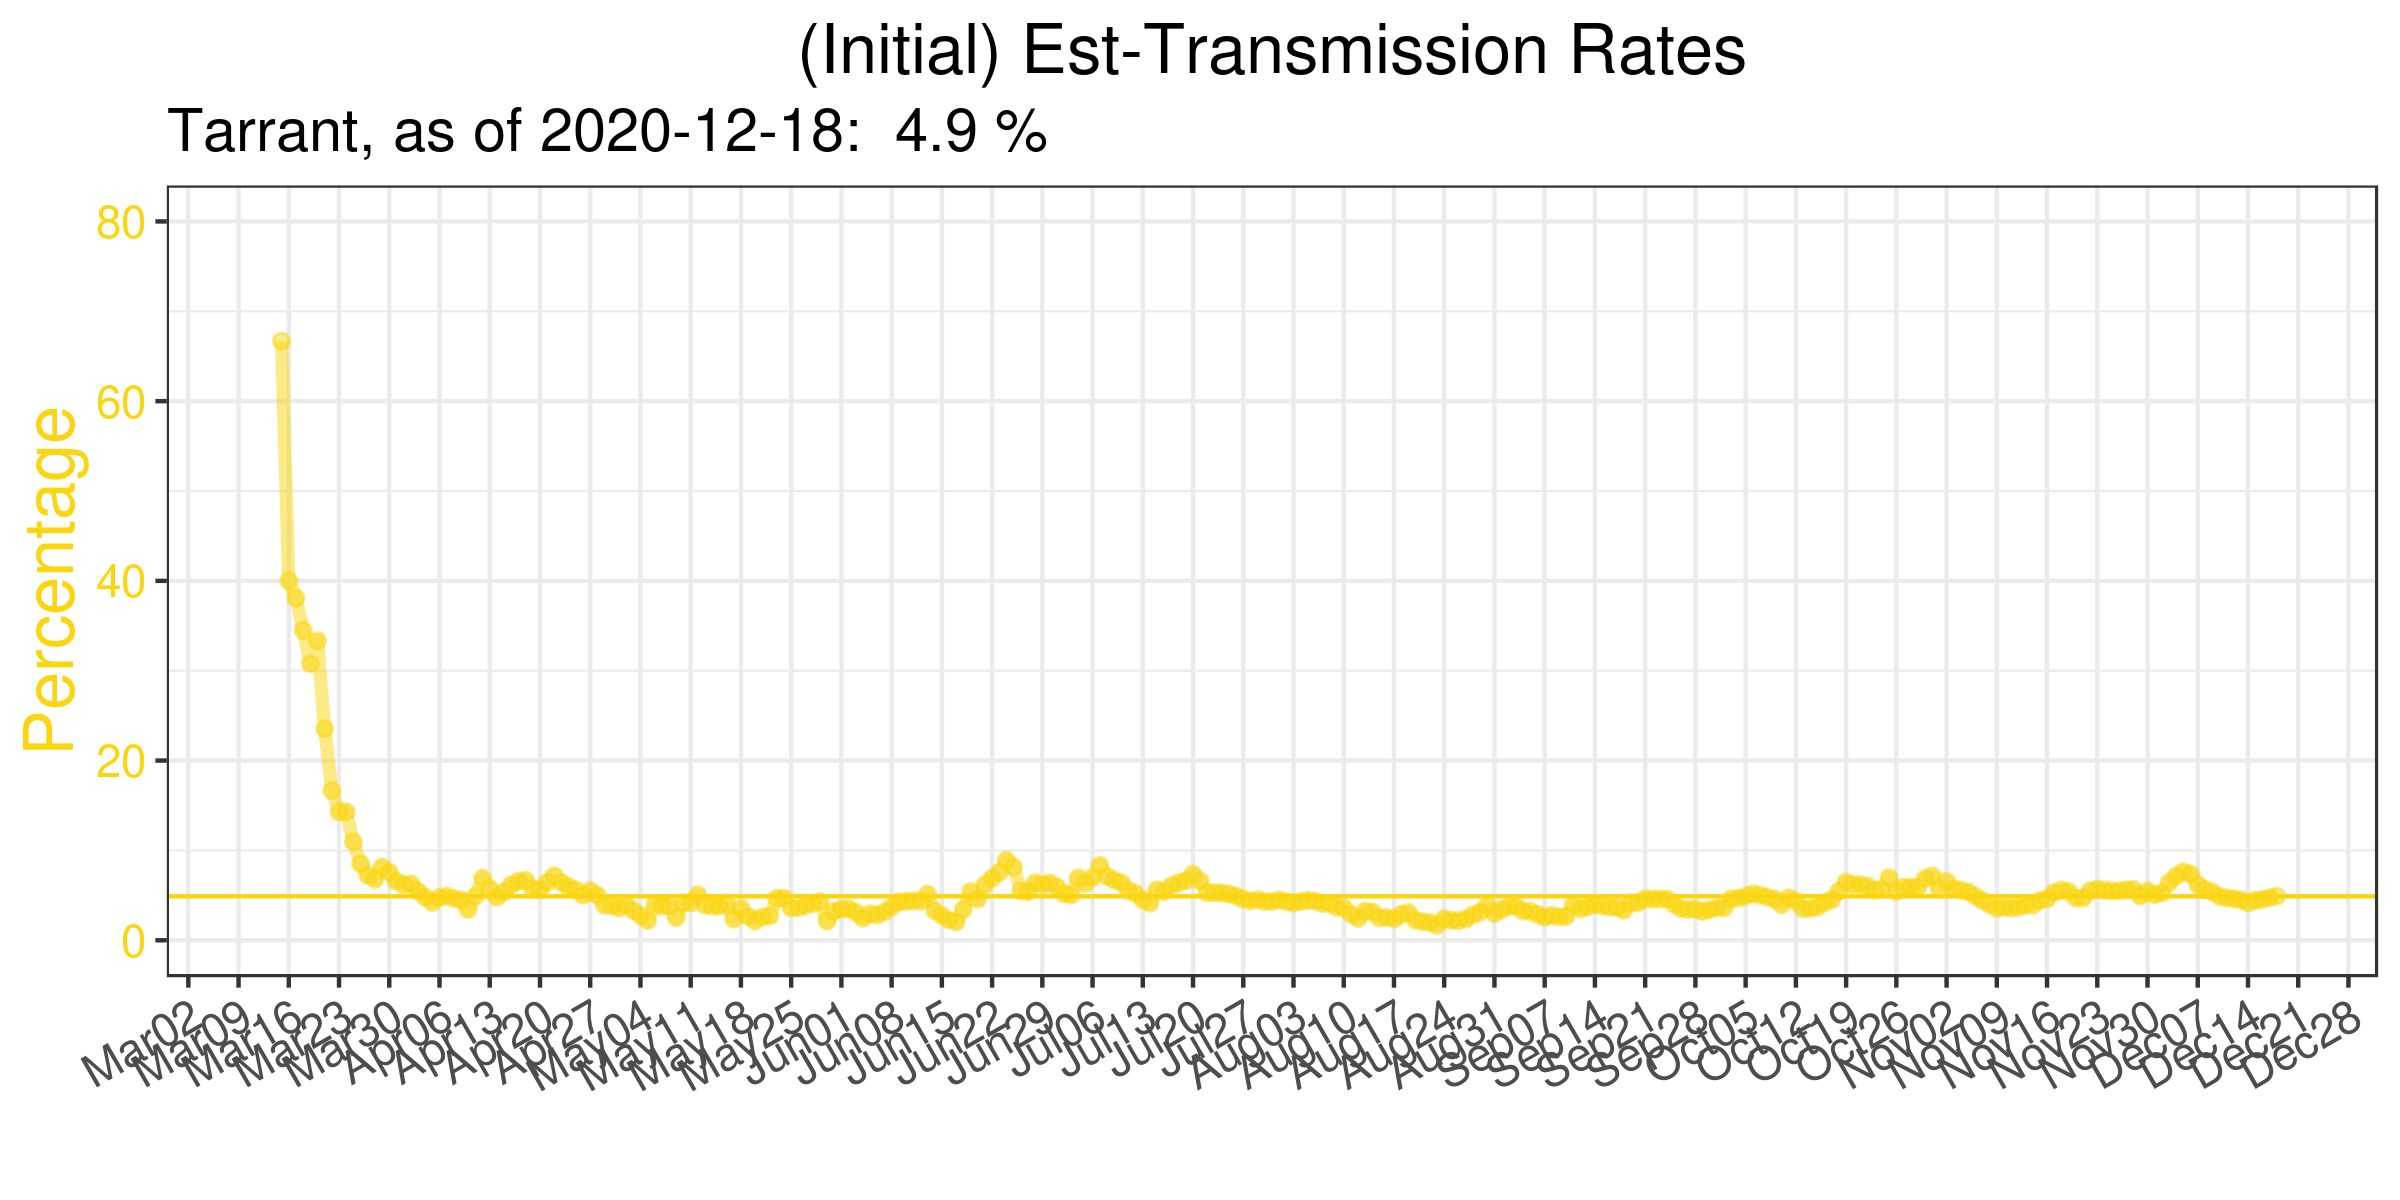 (Initial) Est-Transmission Rates
Tarrant, as of 2020-12-18:  4.9 %
Percentage
80
60
40
20
0
Mar02
Mar09
Mar16
Mar23
Mar30
Apr06
Apr13
Apr20
Apr27
May04
May11
May18
May25
Jun01
Jun08
Jun15
Jun22
Jun29
Jul06
Jul13
Jul20
Jul27
Aug03
Aug10
Aug17
Aug24
Aug31
Sep07
Sep14
Sep21
Sep28
Oct05
Oct12
Oct19
Oct26
Nov02
Nov09
Nov16
Nov23
Nov30
Dec07
Dec14
Dec21
Dec28